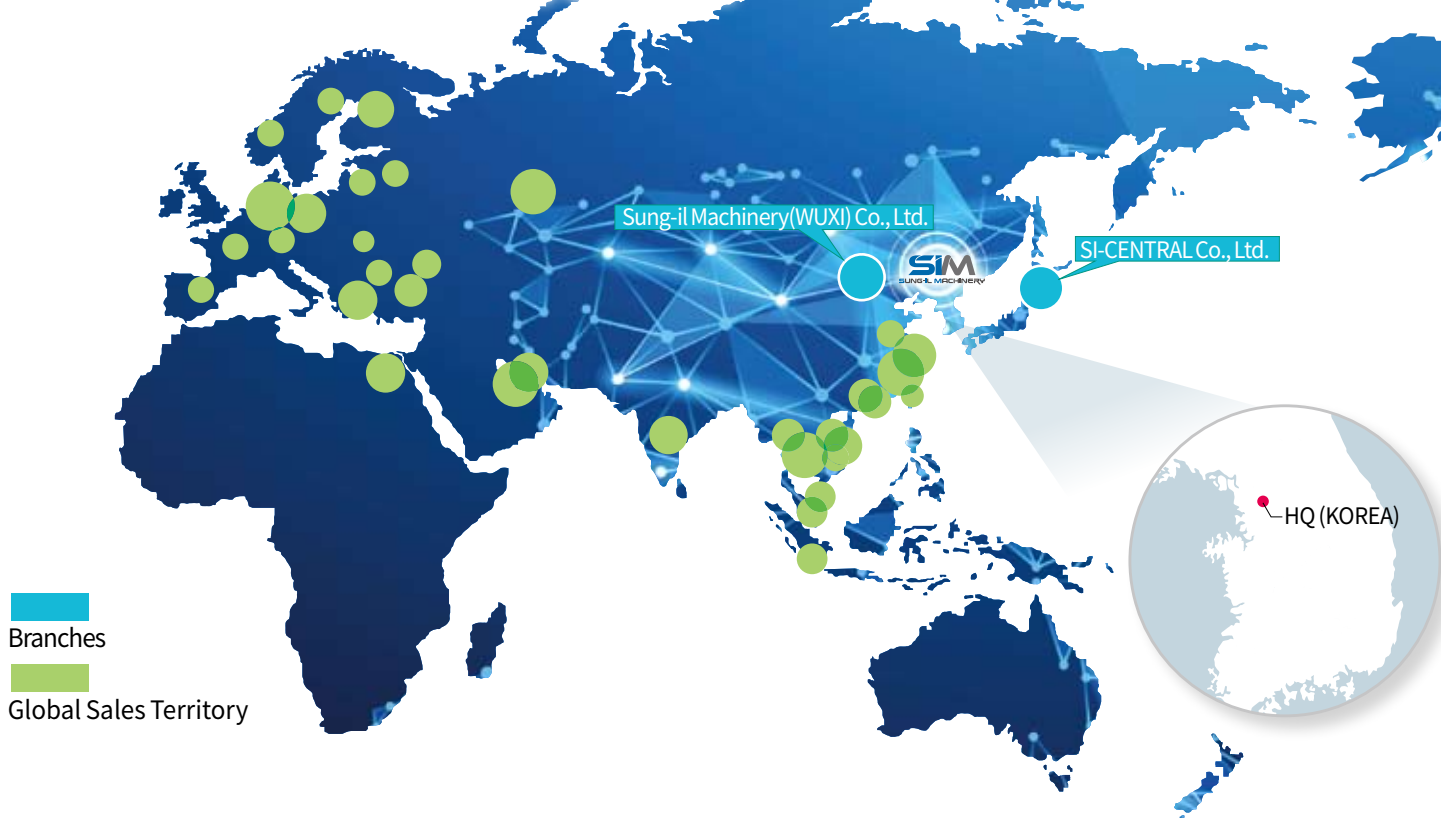 Sung-il Machinery(WUXI) Co., Ltd.
SiM
SUNG-IL MACHINERY
SI-CENTRAL Co., Ltd.
HQ (KOREA)
Branches
Global Sales Territory